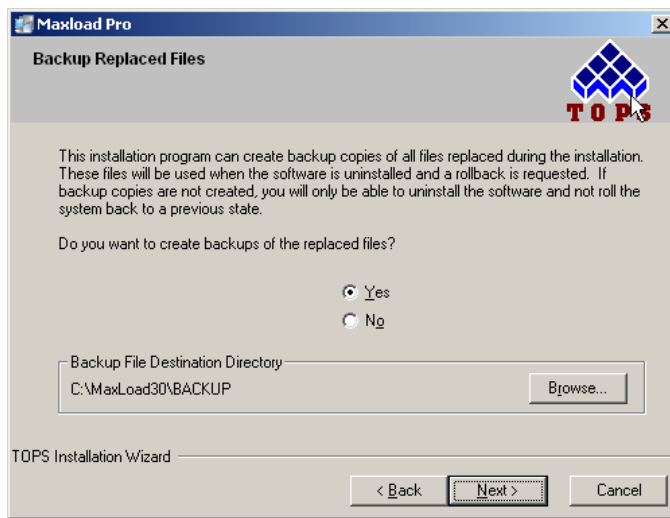 Maxload Pro
Backup Replaced Files
TOPS
This installation program can create backup copies of all files replaced during the installation.
These files will be used when the software is uninstalled and a rollback is requested. If
backup copies are not created, you will only be able to uninstall the software and not roll the
system back to a previous state.
Do you want to create backups of the replaced files?
Yes
No
Backup File Destination Directory
C:\MaxLoad30\BACKUP
Browse...
TOPS Installation Wizard
< Back
Next >
Cancel